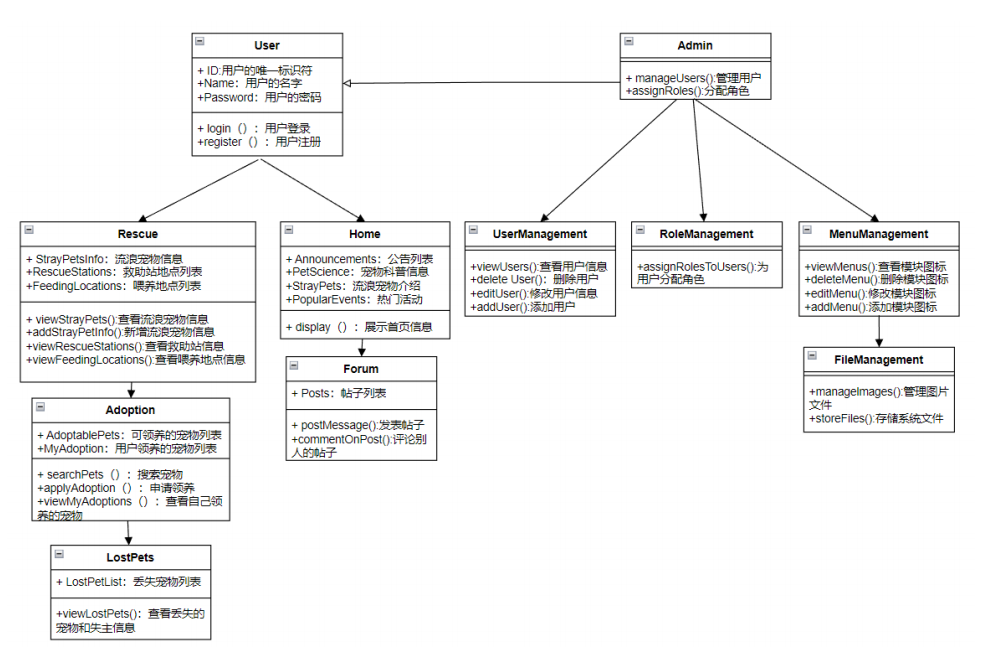 User
+ ID:用户的唯一标识符
+Name：用户的名字
+Password：用户的密码
+ login（）：用户登录
+register（）：用户注册
Admin
+ manageUsers():管理用户
+assignRoles():分配角色
Rescue
+ StrayPetsInfo：流浪宠物信息
+RescueStations：救助站地点列表
+FeedingLocations：喂养地点列表
+ viewStrayPets():查看流浪宠物信息
+addStrayPetInfo():新增流浪宠物信息
+viewRescueStations():查看救助站信息
+viewFeedingLocations():查看喂养地点信息
Home
+ Announcements：公告列表
+PetScience：宠物科普信息
+StrayPets：流浪宠物介绍
+PopularEvents：热门活动
+ display（）：展示首页信息
UserManagement
+viewUsers():查看用户信息
+delete User()：删除用户
+editUser():修改用户信息
+addUser():添加用户
RoleManagement
+assignRolesToUsers():为
用户分配角色
MenuManagement
+viewMenus():查看模块图标
+deleteMenu():删除模块图标
+editMenu():修改模块图标
+addMenu():添加模块图标
Forum
+ Posts：帖子列表
+ postMessage():发表帖子
+commentOnPost():评论别
人的帖子
FileManagement
+manageImages():管理图片
文件
+storeFiles():存储系统文件
Adoption
+ AdoptablePets：可领养的宠物列表
+MyAdoption：用户领养的宠物列表
+ searchPets（）：搜索宠物
+applyAdoption（）：申请领养
+viewMyAdoptions（）：查看自己领
养的宠物
LostPets
+ LostPetList：丢失宠物列表
+viewLostPets()：查看丢失的
宠物和失主信息